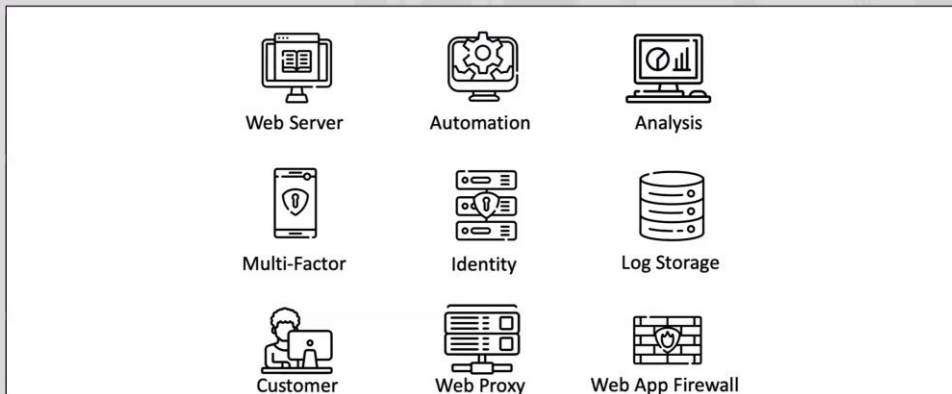 Web Server
Automation
Analysis
Multi-Factor
Identity
Log Storage
Customer
Web Proxy
Web App Firewall